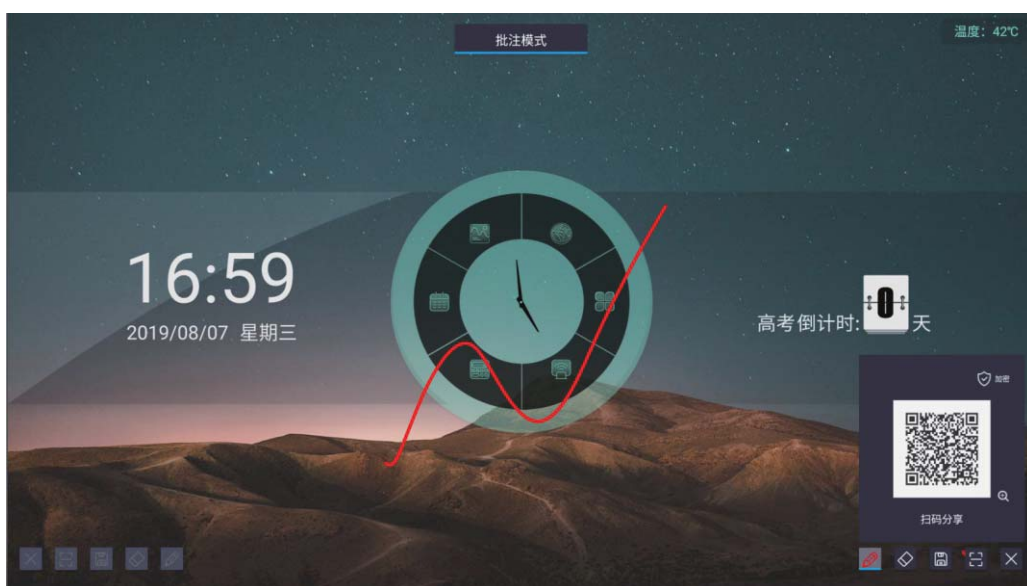 批注模式
温度：42℃
16:59
2019/08/07 星期三
高考倒计时:0天
加密
扫码分享